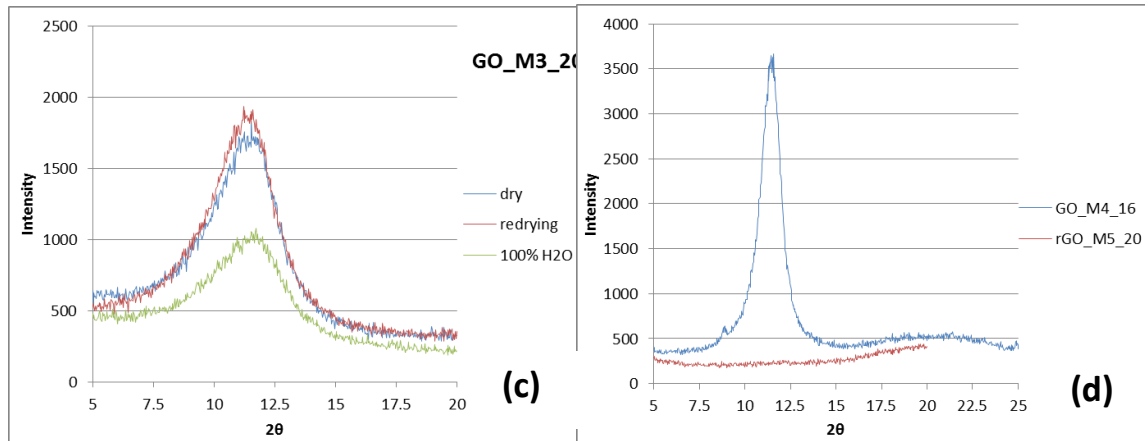 2500
2000
1500
1000
500
0
5 7.5 10 12.5 15 17.5 20
Intensity
2θ
GO_M3_20
dry
redrying
100% H2O
(c)
4000
3500
3000
2500
2000
1500
1000
500
0
5 7.5 10 12.5 15 17.5 20 22.5 25
Intensity
2θ
GO_M4_16
rGO_M5_20
(d)